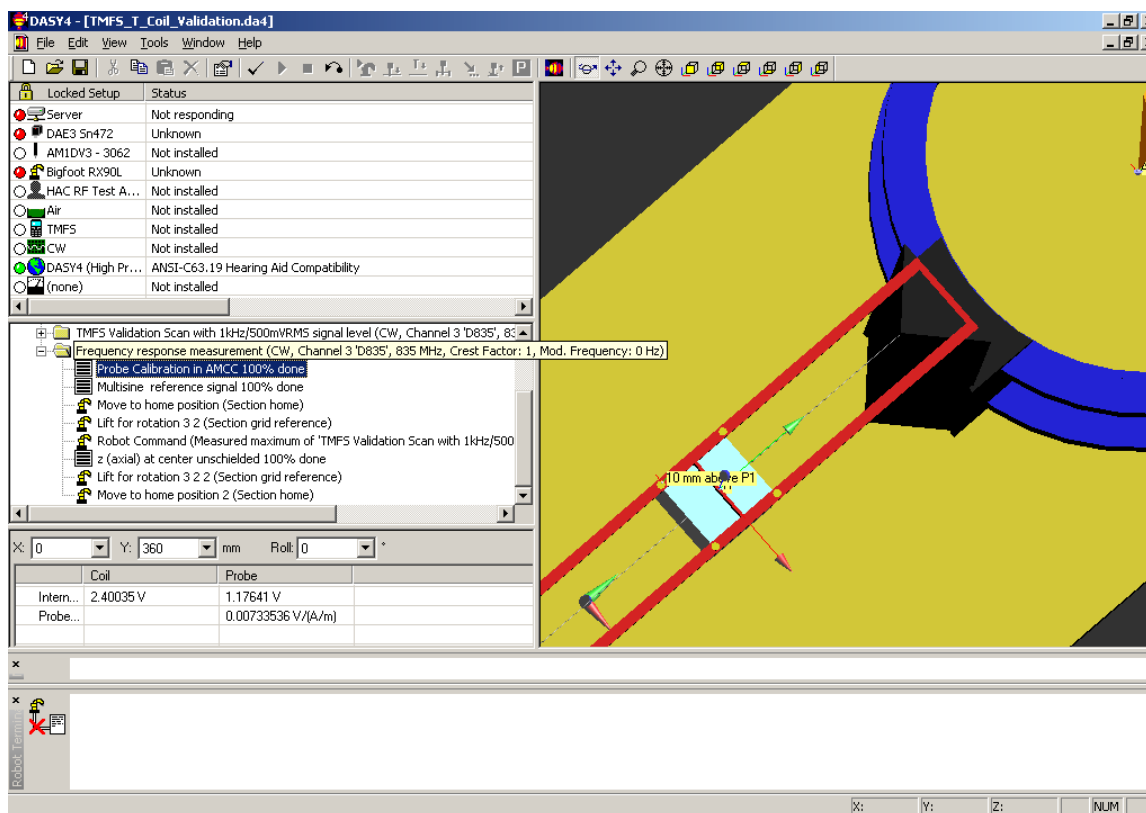 DASY4 - [TMFS_T_Coil_Validation.da4]
File Edit View Tools Window Help
Locked Setup Status
Server Not responding
DAE3 Sn472 Unknown
AM1DV3 - 3062 Not installed
Bigfoot RX90L Unknown
HAC RF Test A... Not installed
Air Not installed
TMFS Not installed
CW Not installed
DASY4 (High Pr... ANSI-C63.19 Hearing Aid Compatibility
(none) Not installed
TMFS Validation Scan with 1kHz/500mVRMS signal level (CW, Channel 3 'D835', 83
Frequency response measurement (CW, Channel 3 'D835', 835 MHz, Crest Factor: 1, Mod. Frequency: 0 Hz)
Probe Calibration in AMCC 100% done
Multisine reference signal 100% done
Move to home position (Section home)
Lift for rotation 3 2 (Section grid reference)
Robot Command (Measured maximum of 'TMFS Validation Scan with 1kHz/500
z (axial) at center unshielded 100% done
Lift for rotation 3 2 2 (Section grid reference)
Move to home position 2 (Section home)
10 mm above P1
X: 0 Y: 360 mm Roll: 0 °
Coil Probe
Intern... 2.40035 V 1.17641 V
Probe... 0.00733536 V/(A/m)
Robot Termin
X: Y: Z: NUM